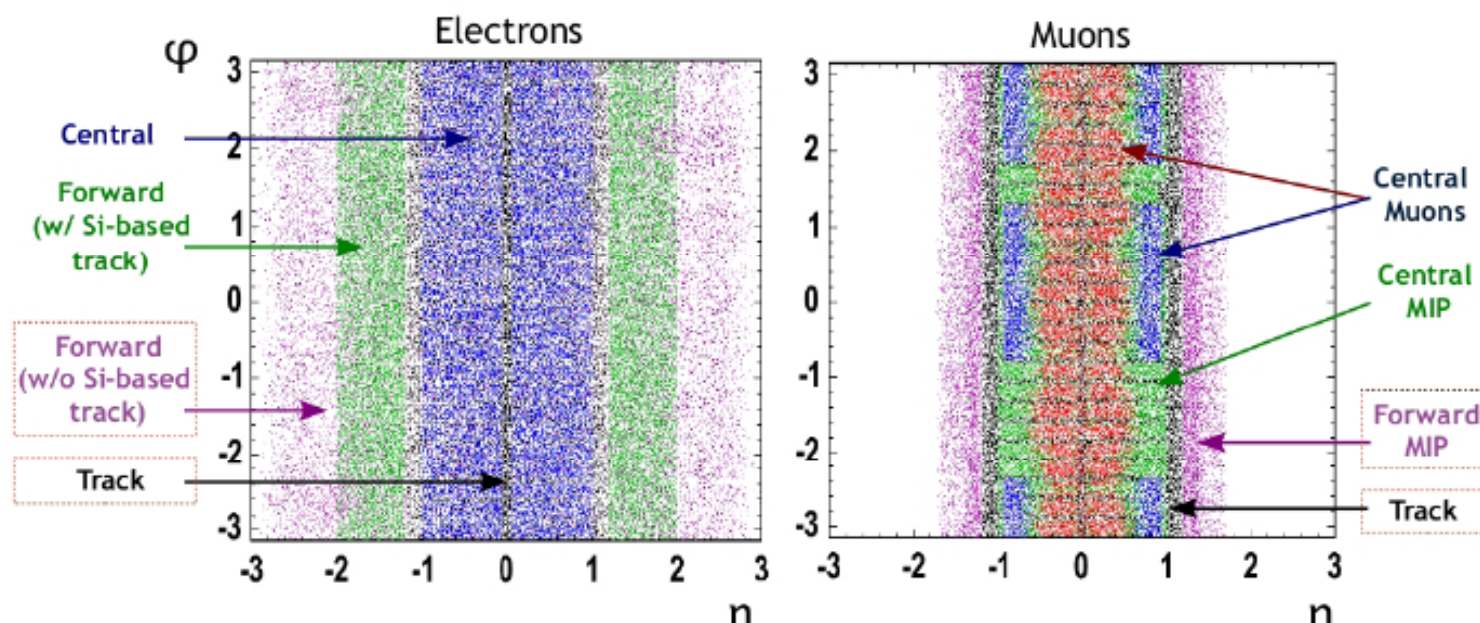 Electrons
Muons
φ
3
2
1
0
-1
-2
-3
-3
-2
-1
0
1
2
3
η
Central
Forward
(w/ Si-based
track)
Forward
(w/o Si-based
track)
Track
3
2
1
0
-1
-2
-3
-3
-2
-1
0
1
2
3
η
Central
Muons
Central
MIP
Forward
MIP
Track